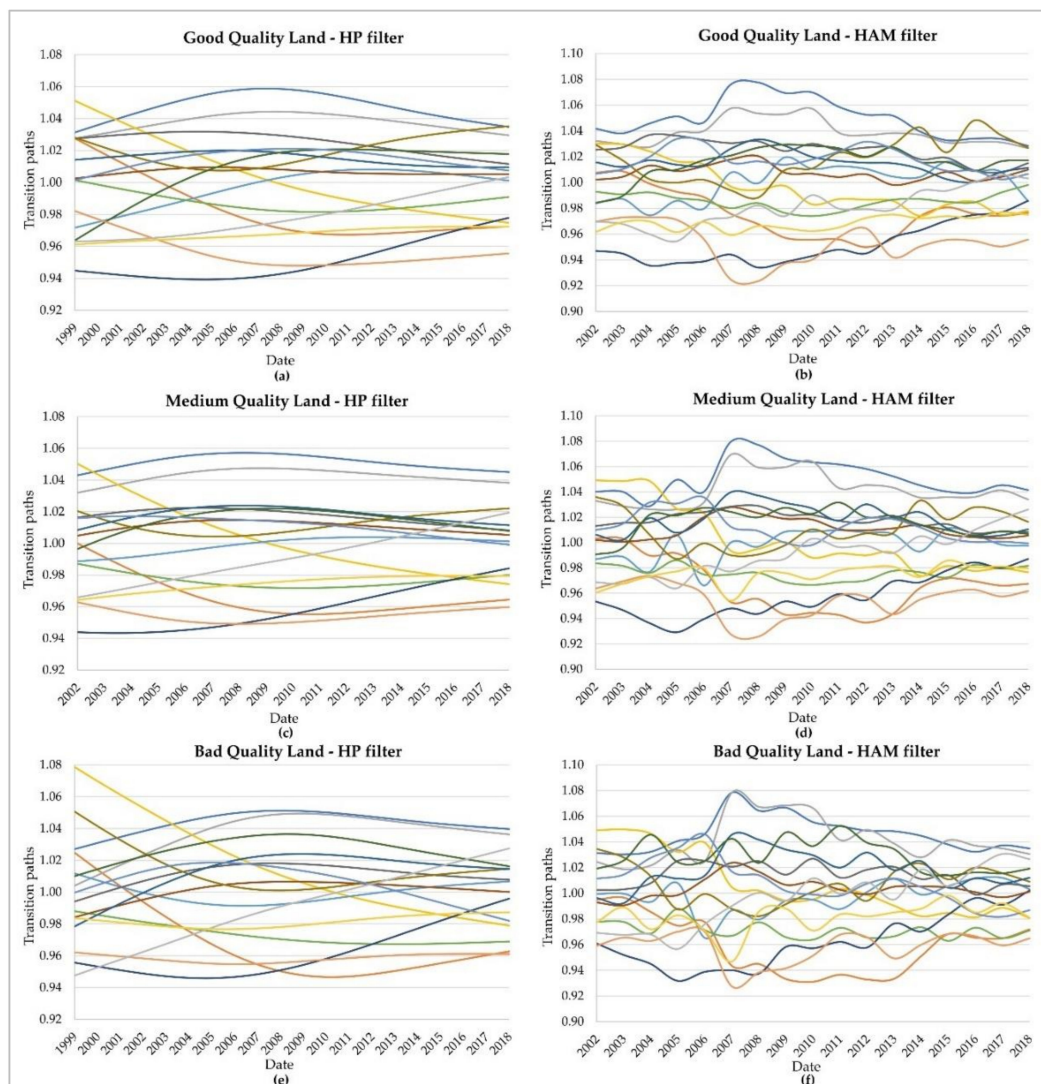 Good Quality Land - HP filter
1.08
1.06
1.04
1.02
1.00
0.98
0.96
0.94
0.92
Transition paths
1999 2000 2001 2002 2003 2004 2005 2006 2007 2008 2009 2010 2011 2012 2013 2014 2015 2016 2017 2018
Date
(a)
Good Quality Land - HAM filter
1.10
1.08
1.06
1.04
1.02
1.00
0.98
0.96
0.94
0.92
0.90
Transition paths
2002 2003 2004 2005 2006 2007 2008 2009 2010 2011 2012 2013 2014 2015 2016 2017 2018
Date
(b)
Medium Quality Land - HP filter
1.08
1.06
1.04
1.02
1.00
0.98
0.96
0.94
0.92
Transition paths
2002 2003 2004 2005 2006 2007 2008 2009 2010 2011 2012 2013 2014 2015 2016 2017 2018
Date
(c)
Medium Quality Land - HAM filter
1.10
1.08
1.06
1.04
1.02
1.00
0.98
0.96
0.94
0.92
0.90
Transition paths
2002 2003 2004 2005 2006 2007 2008 2009 2010 2011 2012 2013 2014 2015 2016 2017 2018
Date
(d)
Bad Quality Land - HP filter
1.08
1.06
1.04
1.02
1.00
0.98
0.96
0.94
0.92
Transition paths
1999 2000 2001 2002 2003 2004 2005 2006 2007 2008 2009 2010 2011 2012 2013 2014 2015 2016 2017 2018
Date
(e)
Bad Quality Land - HAM filter
1.10
1.08
1.06
1.04
1.02
1.00
0.98
0.96
0.94
0.92
0.90
Transition paths
2002 2003 2004 2005 2006 2007 2008 2009 2010 2011 2012 2013 2014 2015 2016 2017 2018
Date
(f)